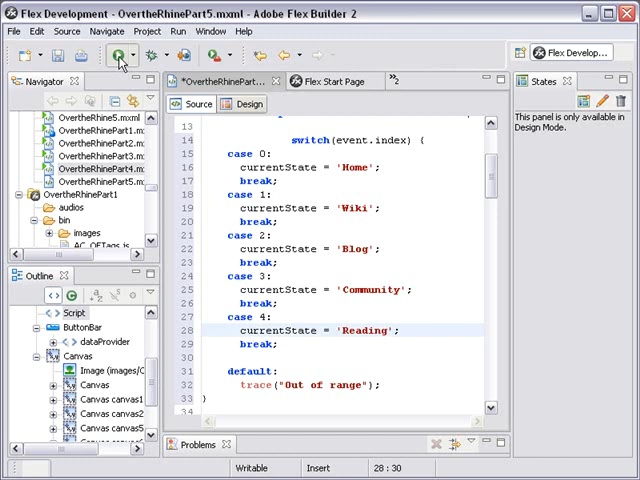 Flex Development - OvertheRhinePart5.mxml - Adobe Flex Builder 2
File Edit Source Navigate Search Project Run Window Help
Flex Develop...
Navigator
*OvertheRhinePart...
Flex Start Page
»2
States
Source
Design
This panel is only available in
Design Mode.
OvertheRhine5.mxml
OvertheRhinePart1.m
OvertheRhinePart2.m
OvertheRhinePart3.m
OvertheRhinePart4.m
OvertheRhinePart5.m
OvertheRhinePart1
audios
bin
images
AC_OETags.js
13
14 switch(event.index) {
15 case 0:
16 currentState = 'Home';
17 break;
18 case 1:
19 currentState = 'Wiki';
20 break;
21 case 2:
22 currentState = 'Blog';
23 break;
24 case 3:
25 currentState = 'Community';
26 break;
27 case 4:
28 currentState = 'Reading';
29 break;
30
31 default:
32 trace("Out of range");
33 }
34
Outline
Script
ButtonBar
dataProvider
Canvas
Image (images/C
Canvas
Canvas canvas1
Canvas canvas2
Canvas canvas5
Problems
Writable
Insert
28 : 30